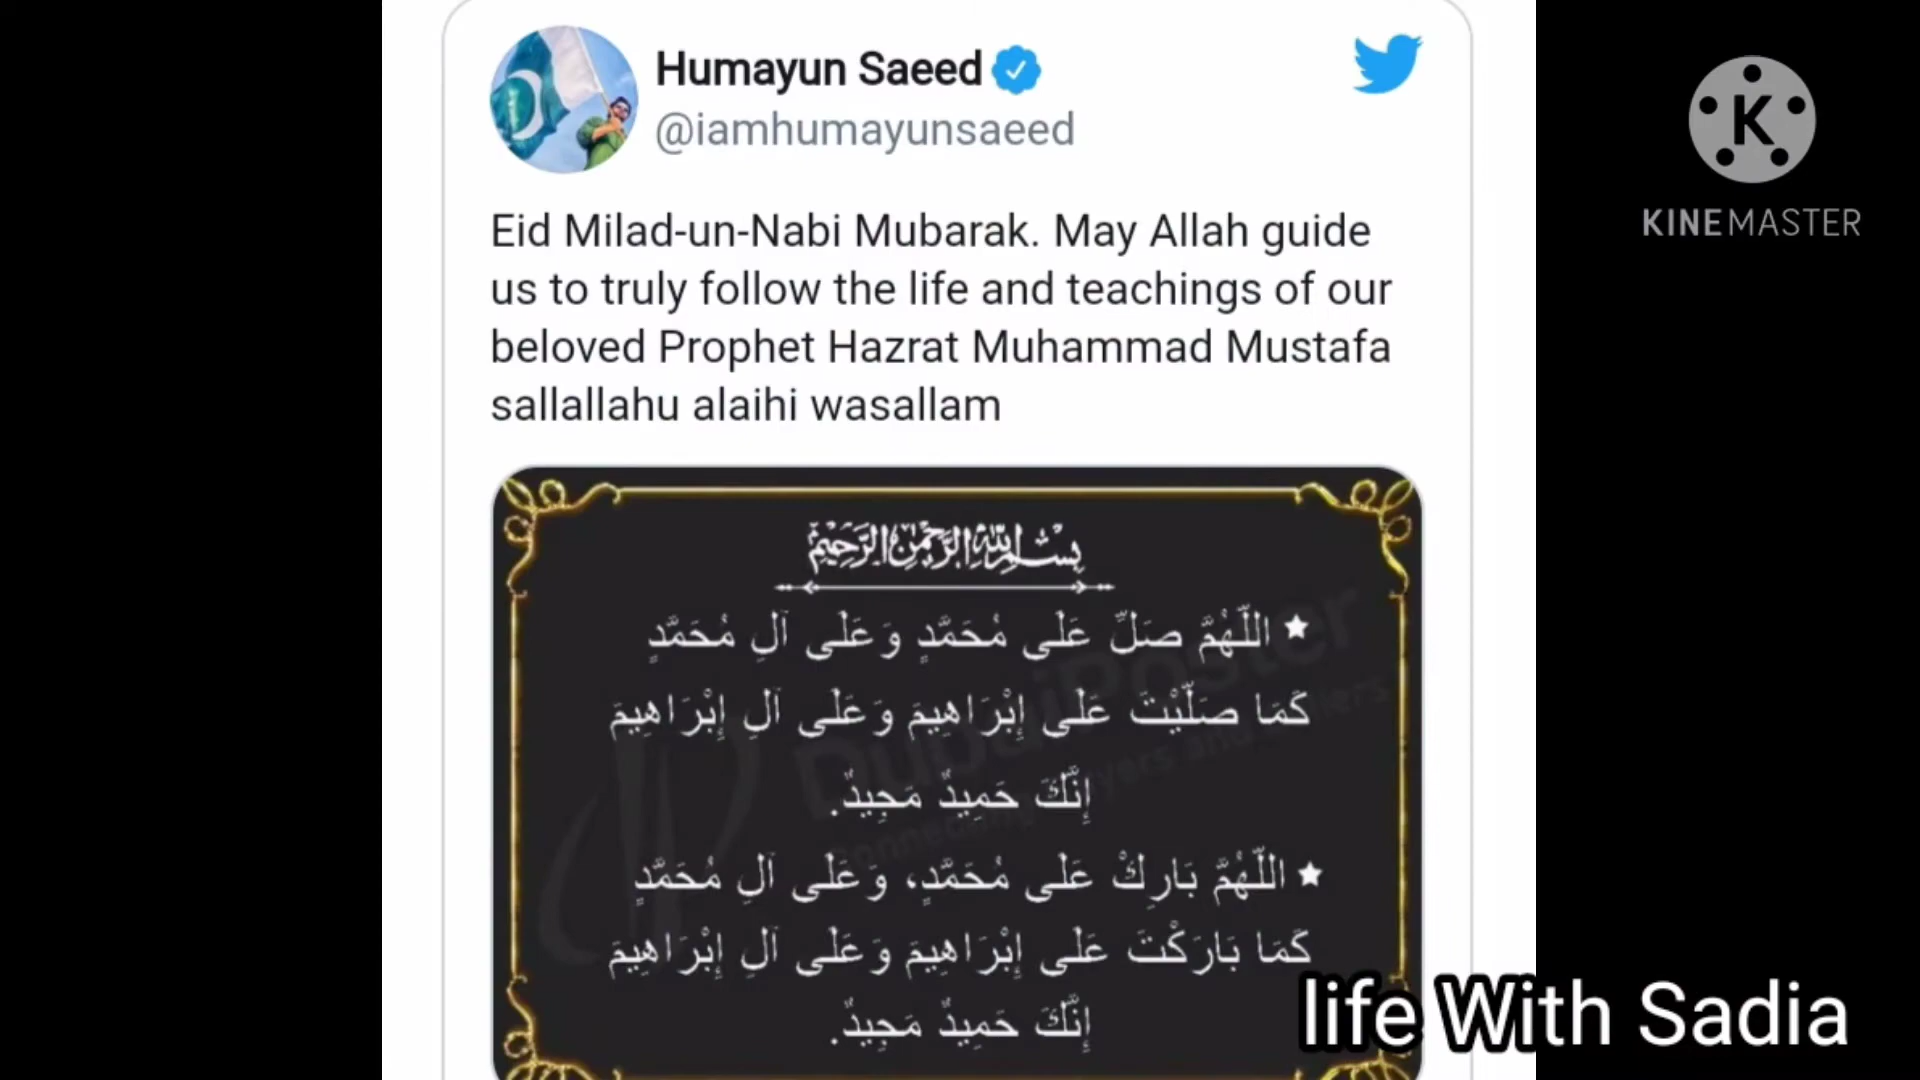 Humayun Saeed
@iamhumayunsaeed
KINEMASTER
Eid Milad-un-Nabi Mubarak. May Allah guide
us to truly follow the life and teachings of our
beloved Prophet Hazrat Muhammad Mustafa
sallallahu alaihi wasallam
بِسْمِ اللهِ الرَّحْمٰنِ الرَّحِيْمِ
★ اللّٰهُمَّ صَلِّ عَلَى مُحَمَّدٍ وَعَلَى آلِ مُحَمَّدٍ
كَمَا صَلَّيْتَ عَلَى إِبْرَاهِيمَ وَعَلَى آلِ إِبْرَاهِيمَ
إِنَّكَ حَمِيدٌ مَجِيدٌ.
★ اللّٰهُمَّ بَارِكْ عَلَى مُحَمَّدٍ، وَعَلَى آلِ مُحَمَّدٍ
كَمَا بَارَكْتَ عَلَى إِبْرَاهِيمَ وَعَلَى آلِ إِبْرَاهِيمَ
إِنَّكَ حَمِيدٌ مَجِيدٌ.
life With Sadia